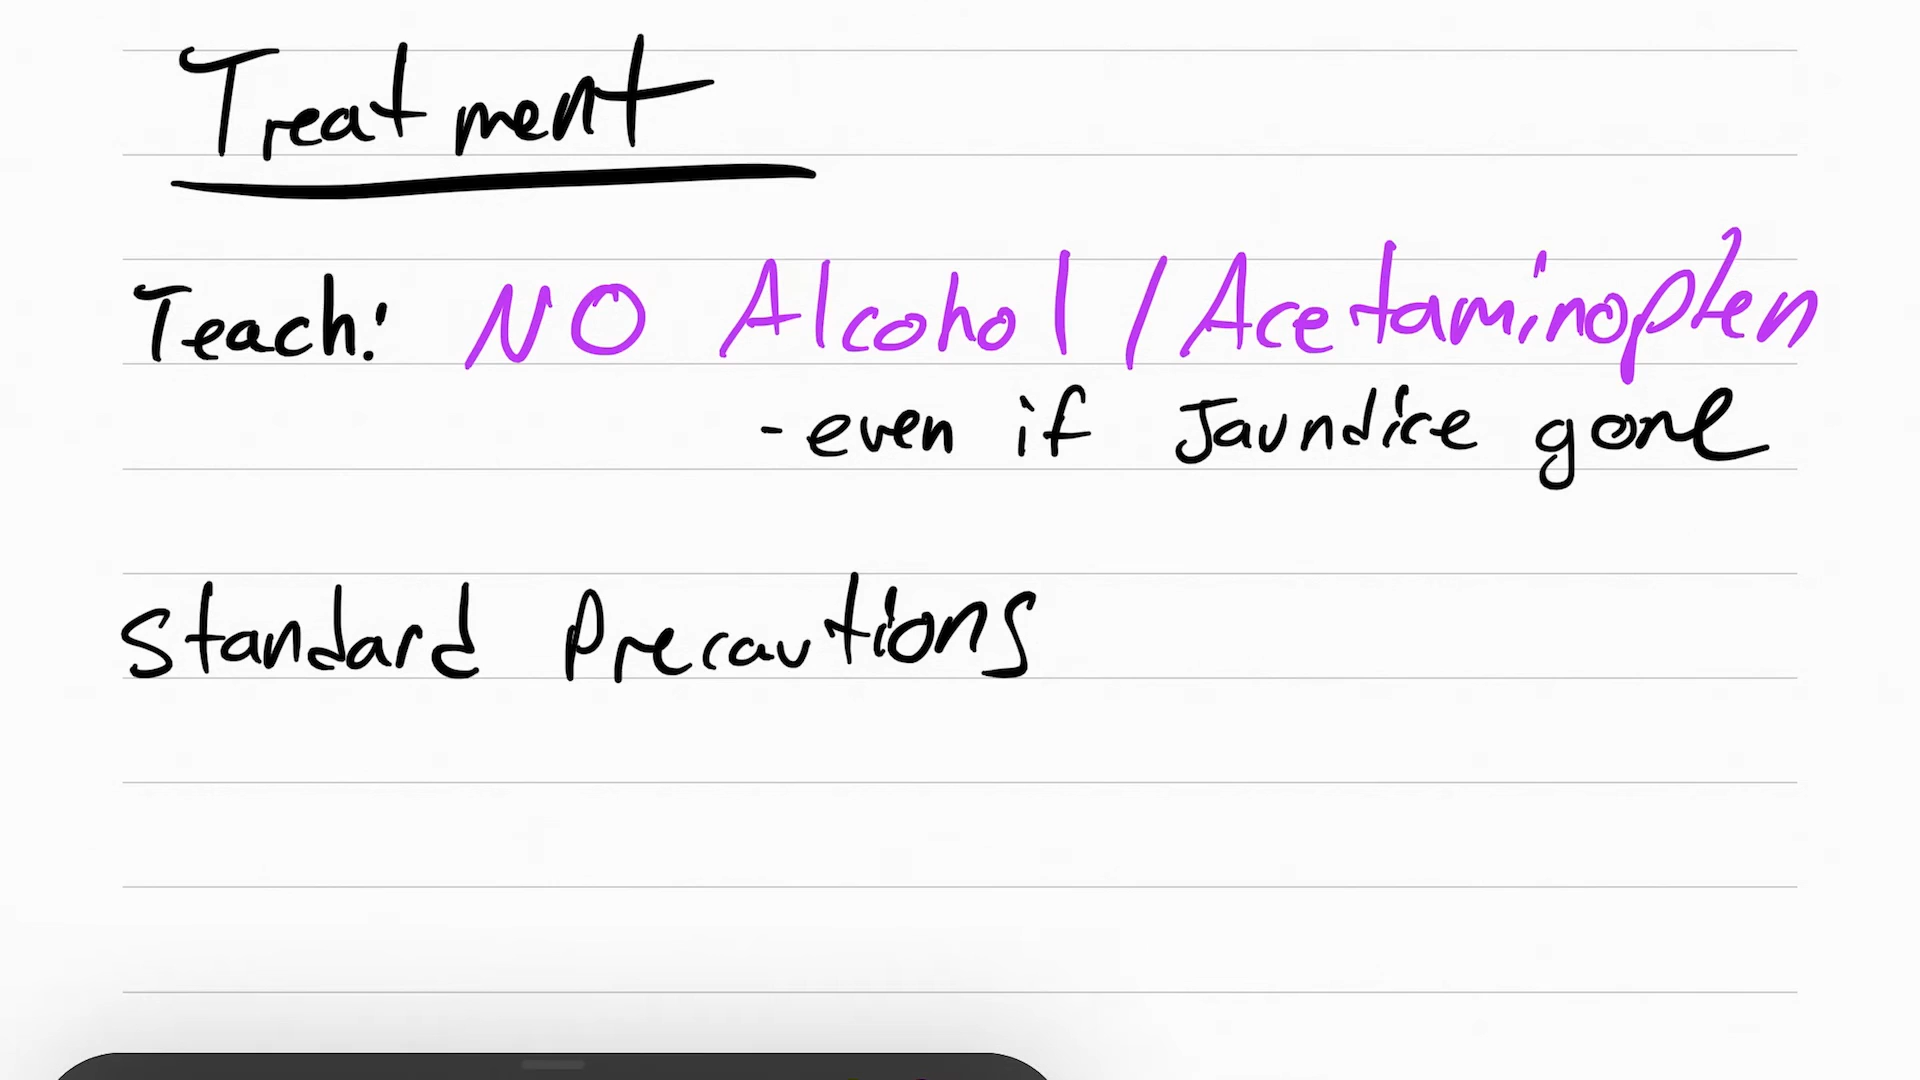 Treatment
Teach: NO Alcohol / Acetaminophen
- even if Jaundice gone
Standard Precautions